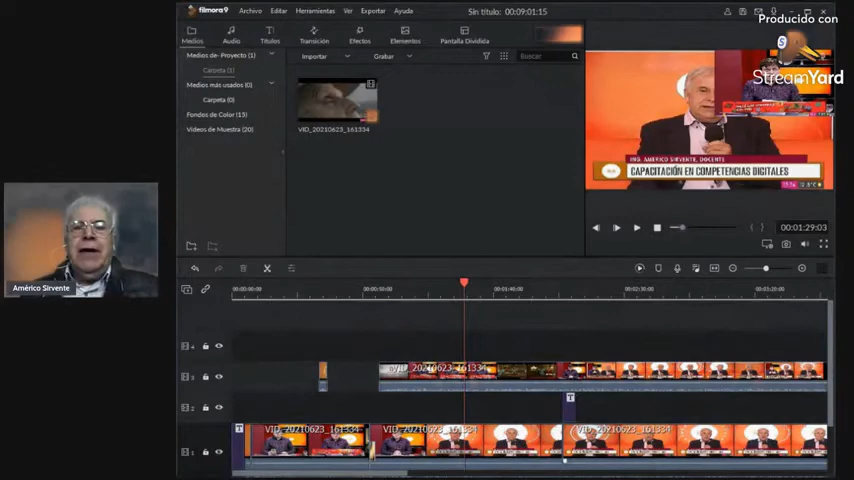 filmora9 Archivo Editar Herramientas Ver Exportar Ayuda Sin título: 00:09:01:15
Producido con
StreamYard
Medios Audio Títulos Transición Efectos Elementos Pantalla Dividida
Medios de- Proyecto (1)
Carpeta (1)
Medios más usados (0)
Carpeta (0)
Fondos de Color (15)
Videos de Muestra (20)
Importar Grabar Buscar
VID_20210623_161334
ING. AMÉRICO SIRVENTE, DOCENTE
CAPACITACIÓN EN COMPETENCIAS DIGITALES
00:01:29:03
Américo Sirvente
00:00:00:00 00:00:50:00 00:01:40:00 00:02:30:00 00:03:20:00
4
3 VID_20210623_161334
2 T
1 T VID_20210623_161334 VID_20210623_161334 VID_20210623_161334